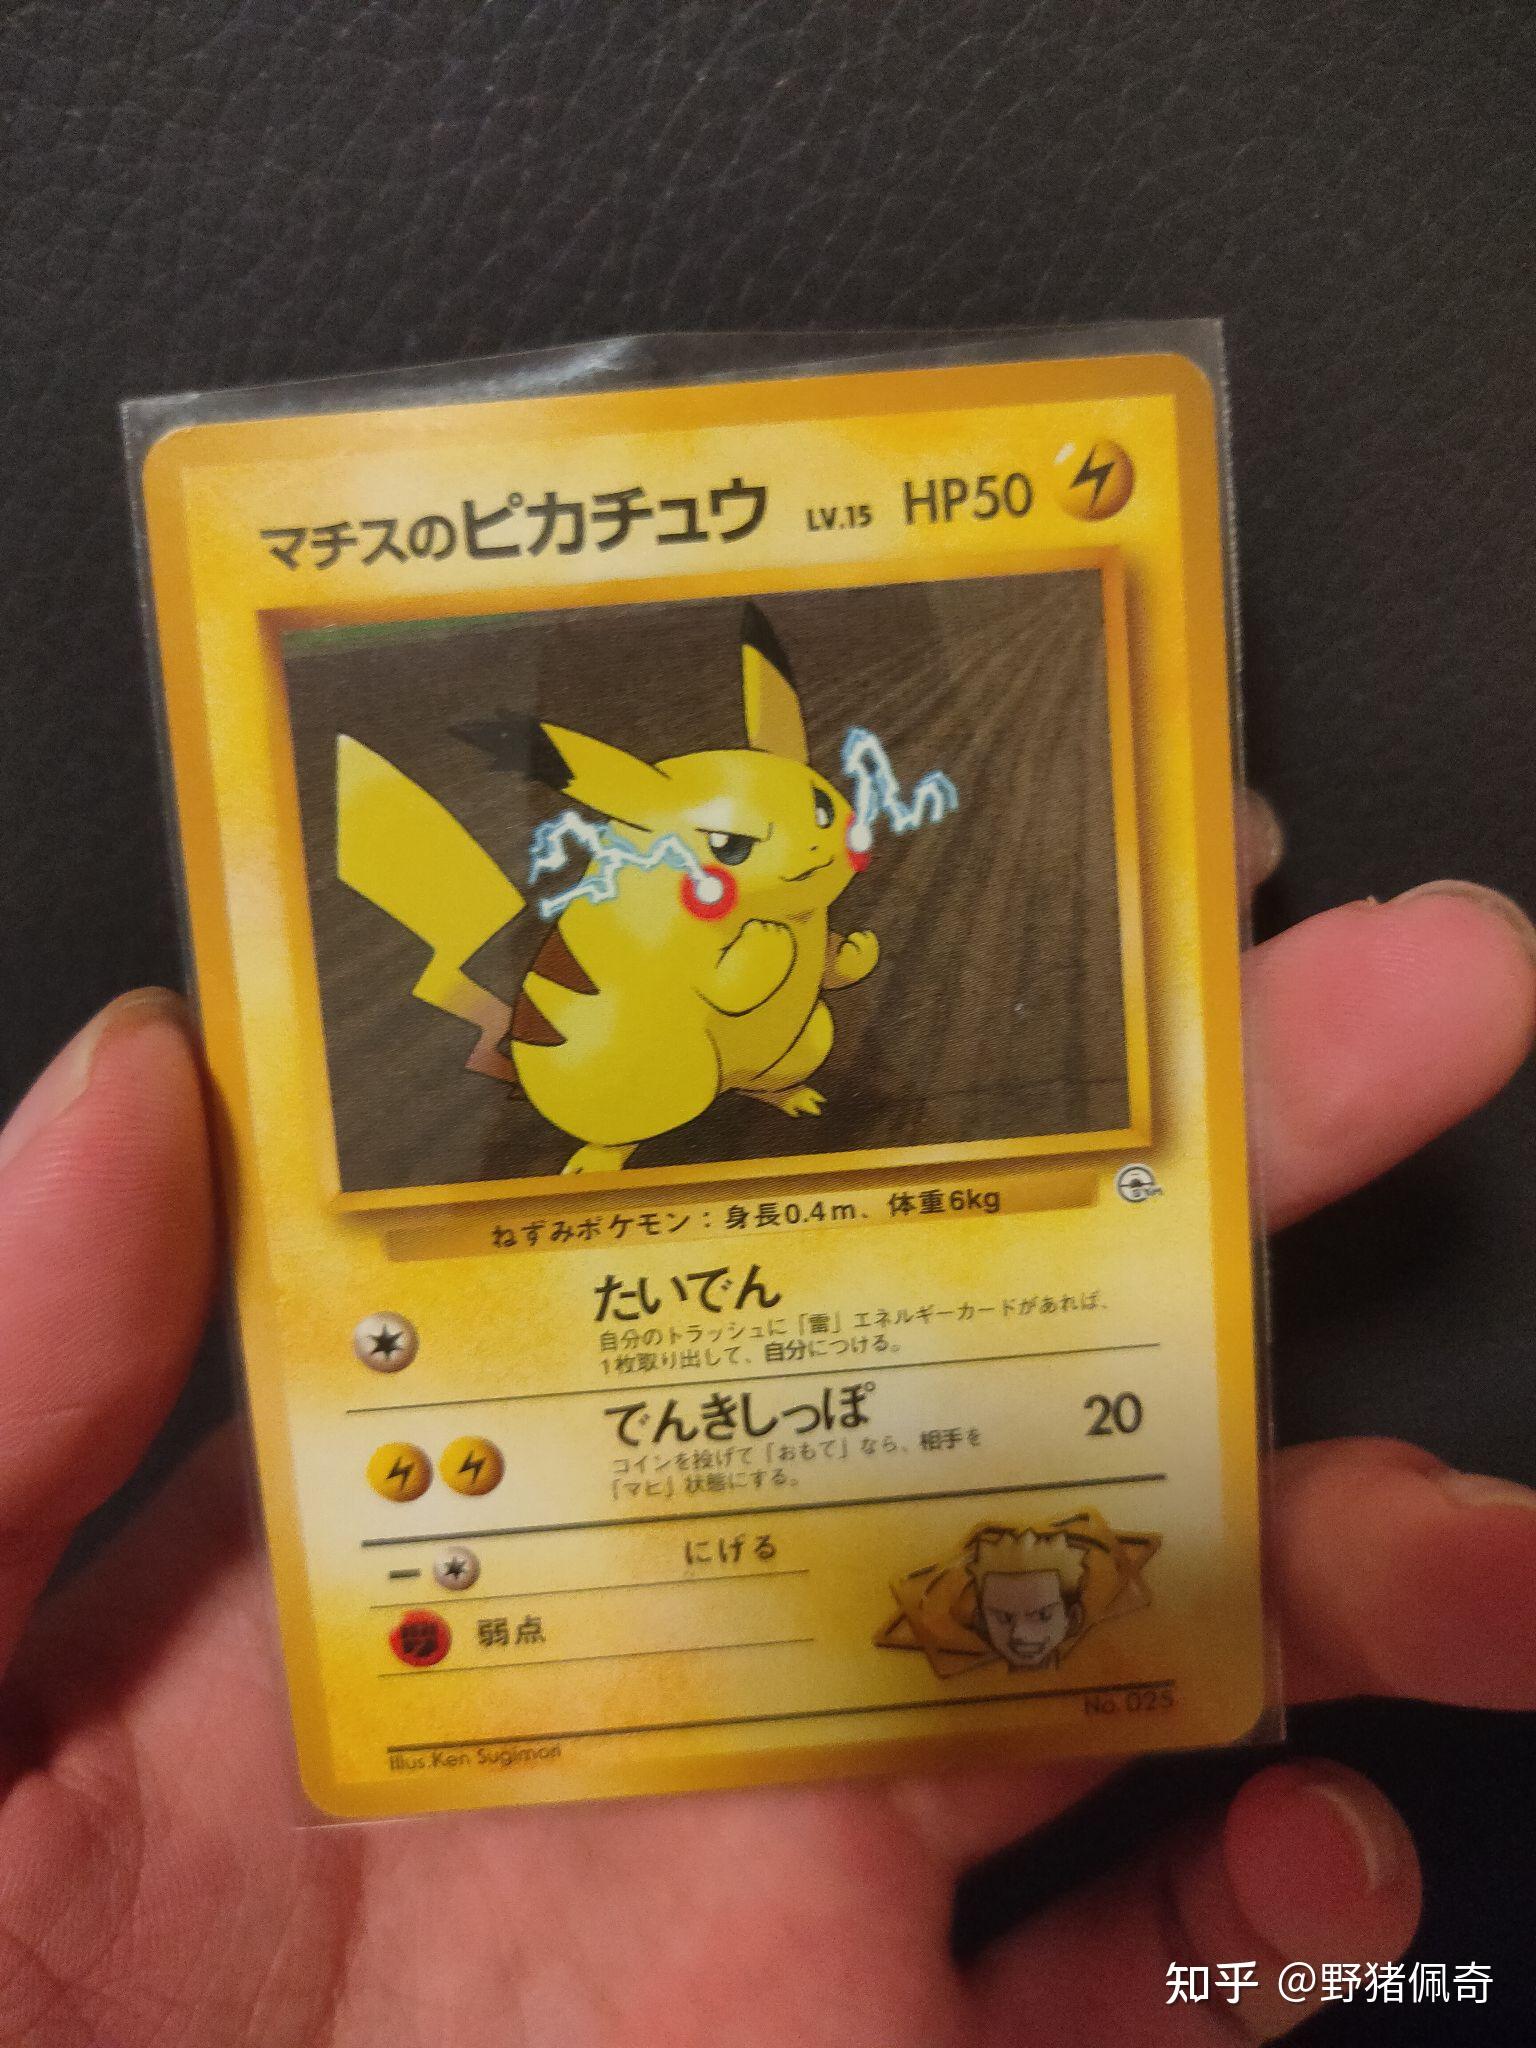 マチスのピカチュウ LV.15 HP50
ねずみポケモン：身長0.4m、体重6kg
たいでん
自分のトラッシュに「雷」エネルギーカードがあれば、
1枚取り出して、自分につける。
でんきしっぽ 20
コインを投げて「おもて」なら、相手を
「マヒ」状態にする。
にげる
弱点
No. 025
Illus. Ken Sugimori
知乎 @野猪佩奇